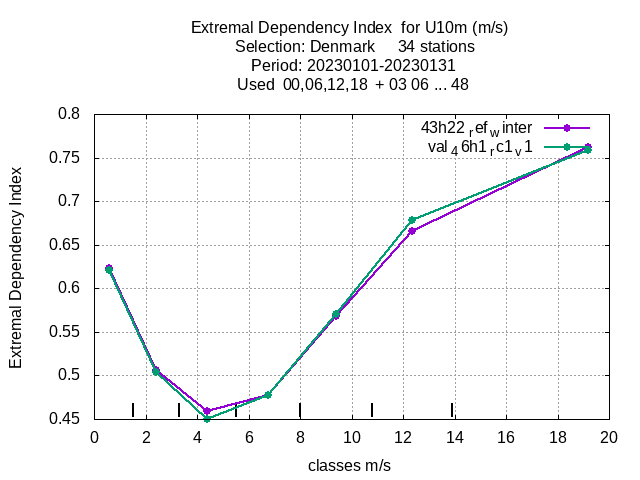 Extremal Dependency Index for U10m (m/s)
Selection: Denmark 34 stations
Period: 20230101-20230131
Used 00,06,12,18 + 03 06 ... 48
43h22refwinter
val46h1rc1v1
Extremal Dependency Index
0.8
0.75
0.7
0.65
0.6
0.55
0.5
0.45
0 2 4 6 8 10 12 14 16 18 20
classes m/s